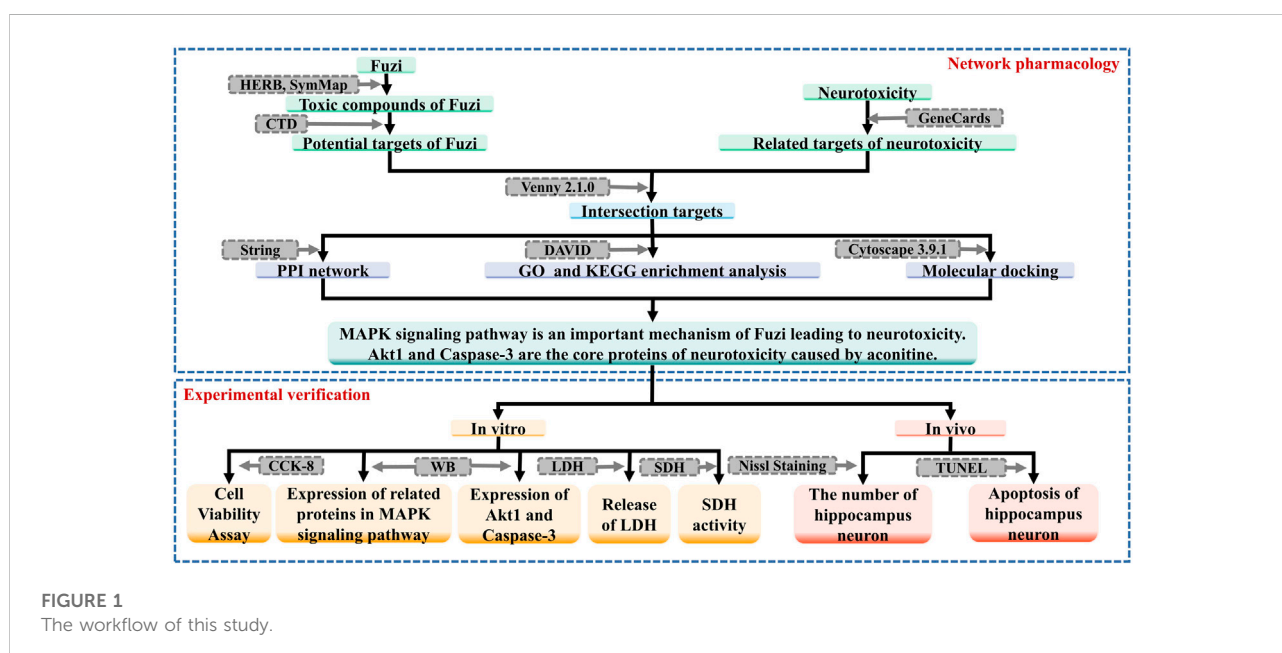 Network pharmacology
Fuzi
HERB, SymMap
Toxic compounds of Fuzi
CTD
Potential targets of Fuzi
Neurotoxicity
GeneCards
Related targets of neurotoxicity
Venny 2.1.0
Intersection targets
String
DAVID
Cytoscape 3.9.1
PPI network
GO and KEGG enrichment analysis
Molecular docking
MAPK signaling pathway is an important mechanism of Fuzi leading to neurotoxicity.
Akt1 and Caspase-3 are the core proteins of neurotoxicity caused by aconitine.
Experimental verification
In vitro
In vivo
CCK-8
WB
LDH
SDH
Nissl Staining
TUNEL
Cell
Viability
Assay
Expression of related
proteins in MAPK
signaling pathway
Expression of
Akt1 and
Caspase-3
Release
of LDH
SDH
activity
The number of
hippocampus
neuron
Apoptosis of
hippocampus
neuron
FIGURE 1
The workflow of this study.